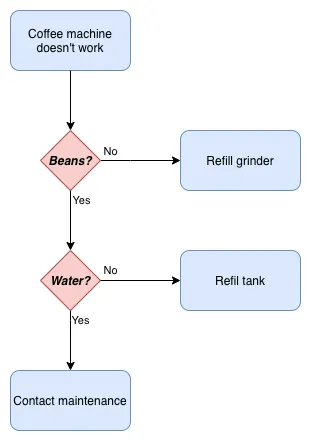 Coffee machine
doesn't work
Beans?
No
Refill grinder
Yes
Water?
No
Refil tank
Yes
Contact maintenance